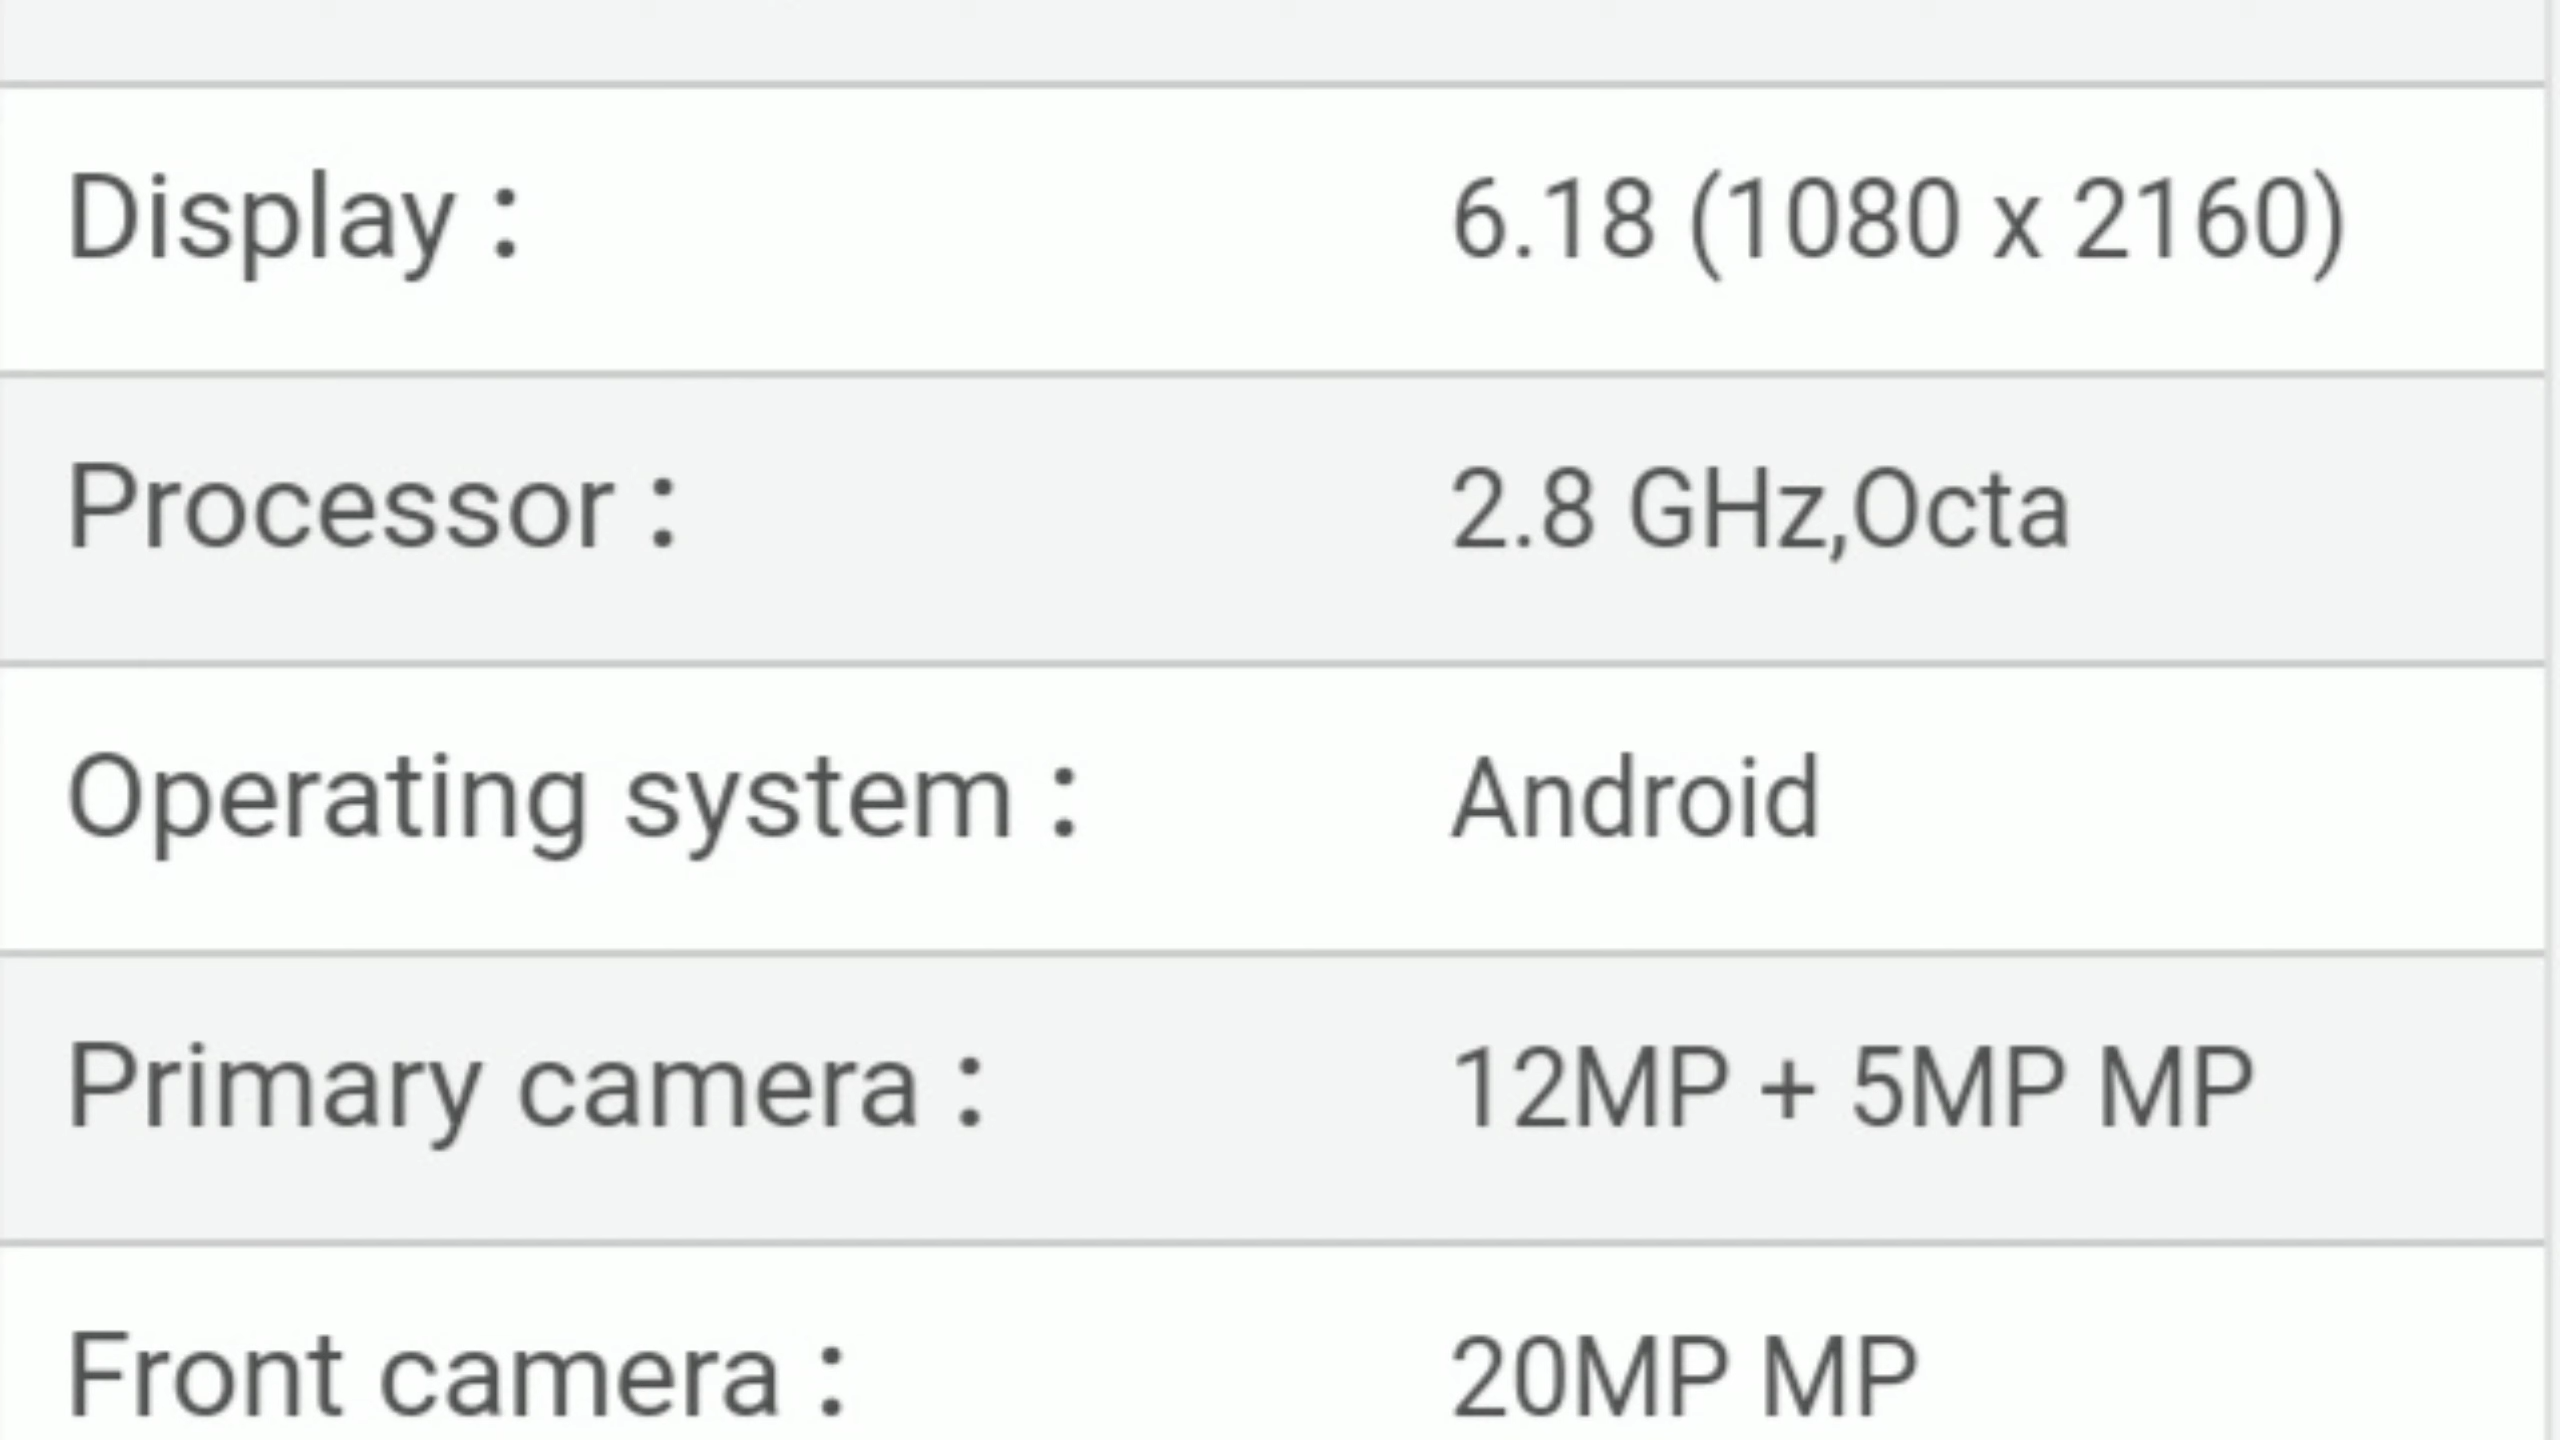 Display : 6.18 (1080 x 2160)
Processor : 2.8 GHz,Octa
Operating system : Android
Primary camera : 12MP + 5MP MP
Front camera : 20MP MP